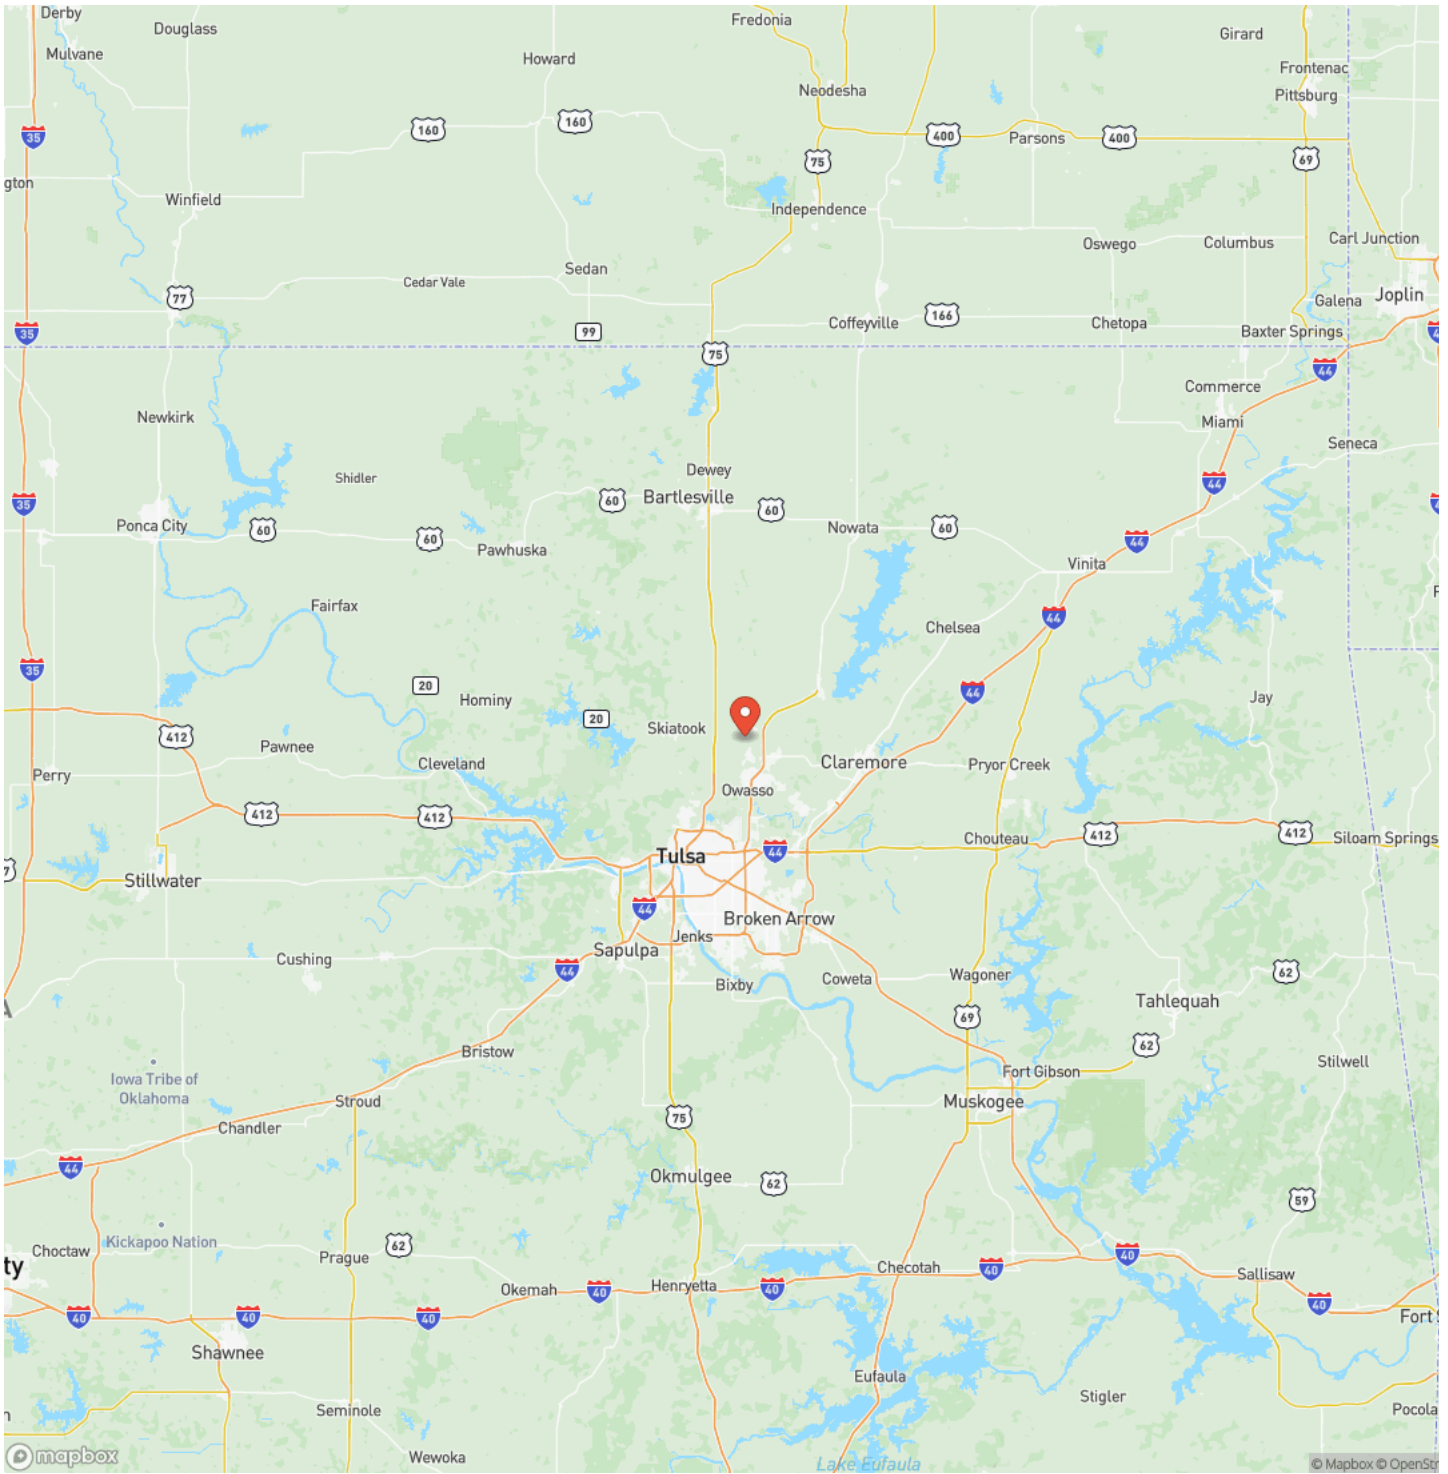 Derby
Douglass
Fredonia
Girard
Mulvane
Howard
Frontenac
Neodesha
Pittsburg
160
160
35
400
Parsons
400
75
69
gton
Winfield
Independence
Oswego
Columbus
Carl Junction
Sedan
Cedar Vale
77
Galena
Joplin
35
99
Coffeyville
166
Chetopa
Baxter Springs
75
44
Commerce
Newkirk
Miami
Seneca
Shidler
Dewey
44
Bartlesville
35
60
60
Ponca City
60
60
Pawhuska
Nowata
60
44
Vinita
Fairfax
44
Chelsea
35
20
Hominy
20
Skiatook
44
Jay
412
Pawnee
Cleveland
Claremore
Pryor Creek
Perry
Owasso
412
412
Chouteau
412
412
Siloam Springs
Tulsa
44
7
Stillwater
44
Broken Arrow
Jenks
Sapulpa
Cushing
44
Bixby
Coweta
Wagoner
62
Tahlequah
A
69
62
Bristow
Iowa Tribe of
Oklahoma
Fort Gibson
Stilwell
Stroud
Muskogee
Chandler
75
44
Okmulgee
62
59
Kickapoo Nation
Choctaw
62
Prague
ty
Checotah
40
40
Sallisaw
Okemah
40
Henryetta
40
40
40
40
40
Fort S
Shawnee
Eufaula
Stigler
n
Seminole
Pocola
mapbox
Wewoka
Lake Eufaula
© Mapbox © OpenStr